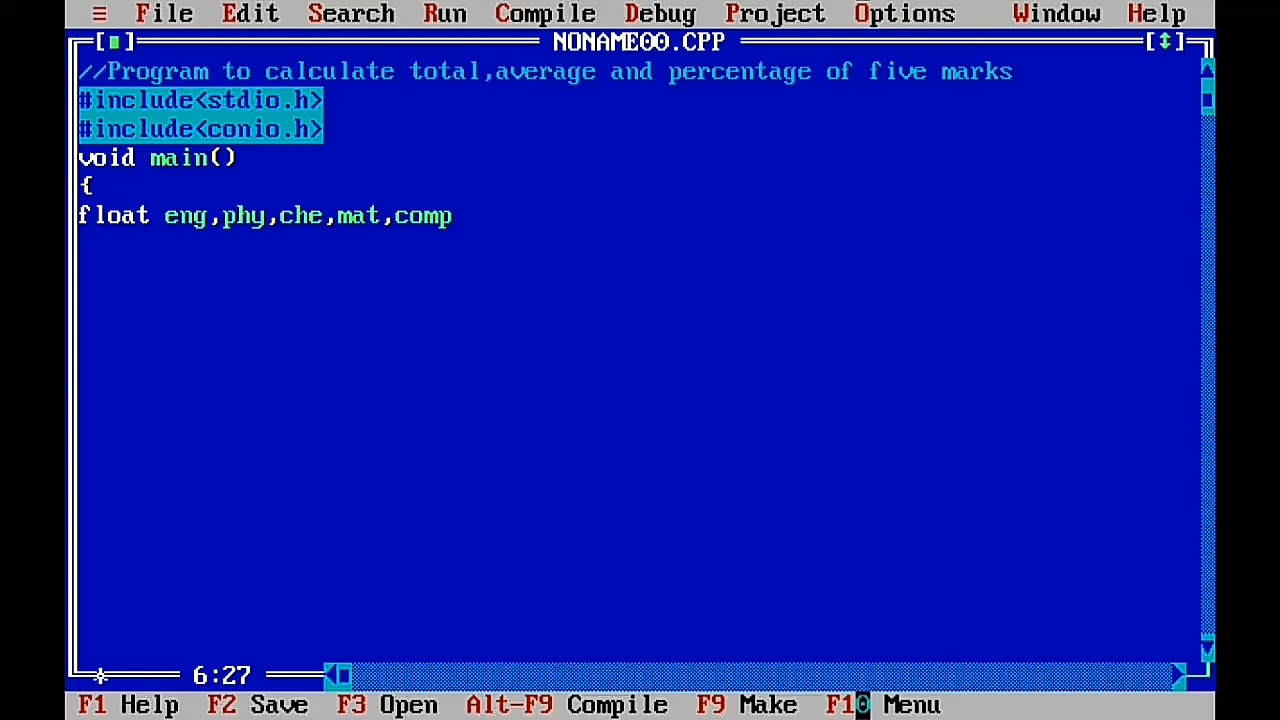 ≡ File Edit Search Run Compile Debug Project Options Window Help
[■] NONAME00.CPP [↕]
//Program to calculate total,average and percentage of five marks
#include<stdio.h>
#include<conio.h>
void main()
{
float eng,phy,che,mat,comp
6:27
F1 Help F2 Save F3 Open Alt-F9 Compile F9 Make F10 Menu